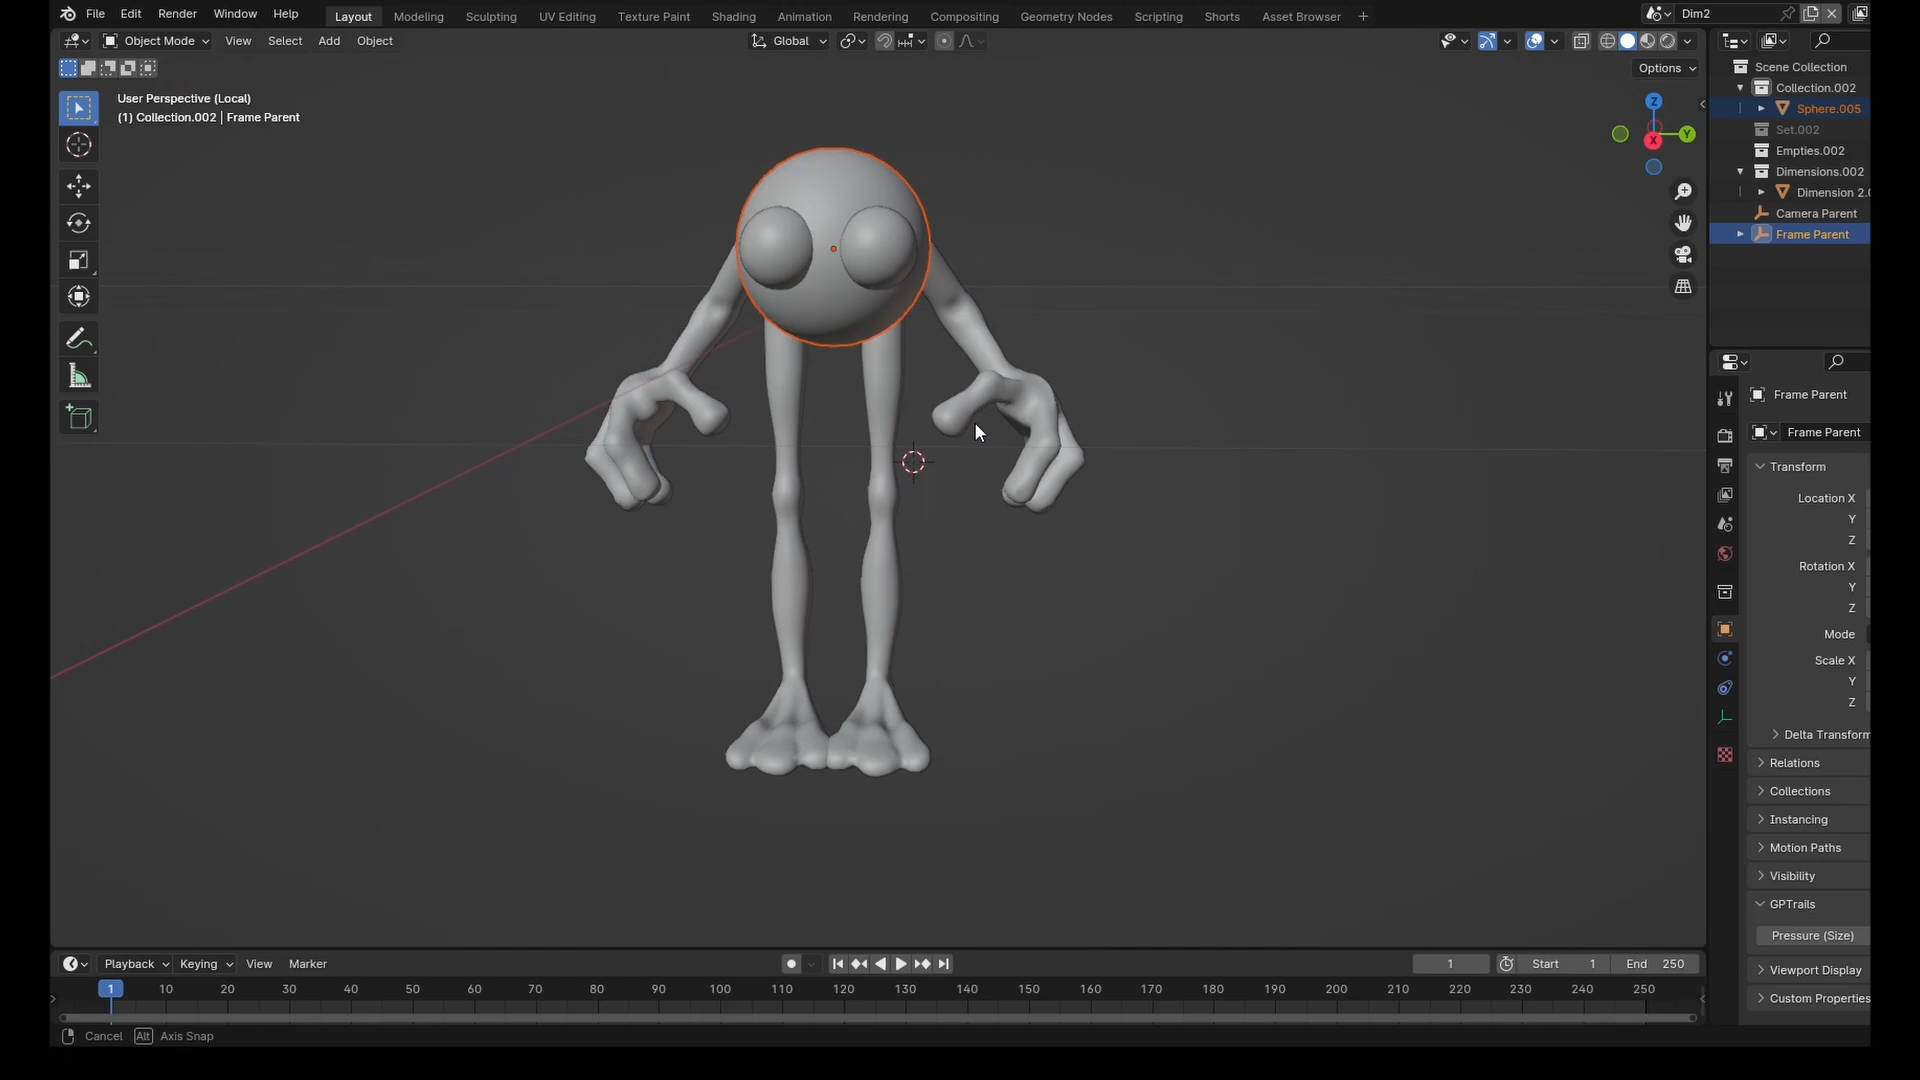 File Edit Render Window Help Layout Modeling Sculpting UV Editing Texture Paint Shading Animation Rendering Compositing Geometry Nodes Scripting Shorts Asset Browser + Dim2
Object Mode View Select Add Object Global
Options
User Perspective (Local)
(1) Collection.002 | Frame Parent
Z
Y
X
Scene Collection
Collection.002
Sphere.005
Set.002
Empties.002
Dimensions.002
Dimension 2.0
Camera Parent
Frame Parent
Frame Parent
Frame Parent
Transform
Location X
Y
Z
Rotation X
Y
Z
Mode
Scale X
Y
Z
Delta Transform
Relations
Collections
Instancing
Motion Paths
Visibility
GPTrails
Pressure (Size)
Viewport Display
Custom Properties
Playback Keying View Marker 1 Start 1 End 250
1 10 20 30 40 50 60 70 80 90 100 110 120 130 140 150 160 170 180 190 200 210 220 230 240 250
Cancel Alt Axis Snap